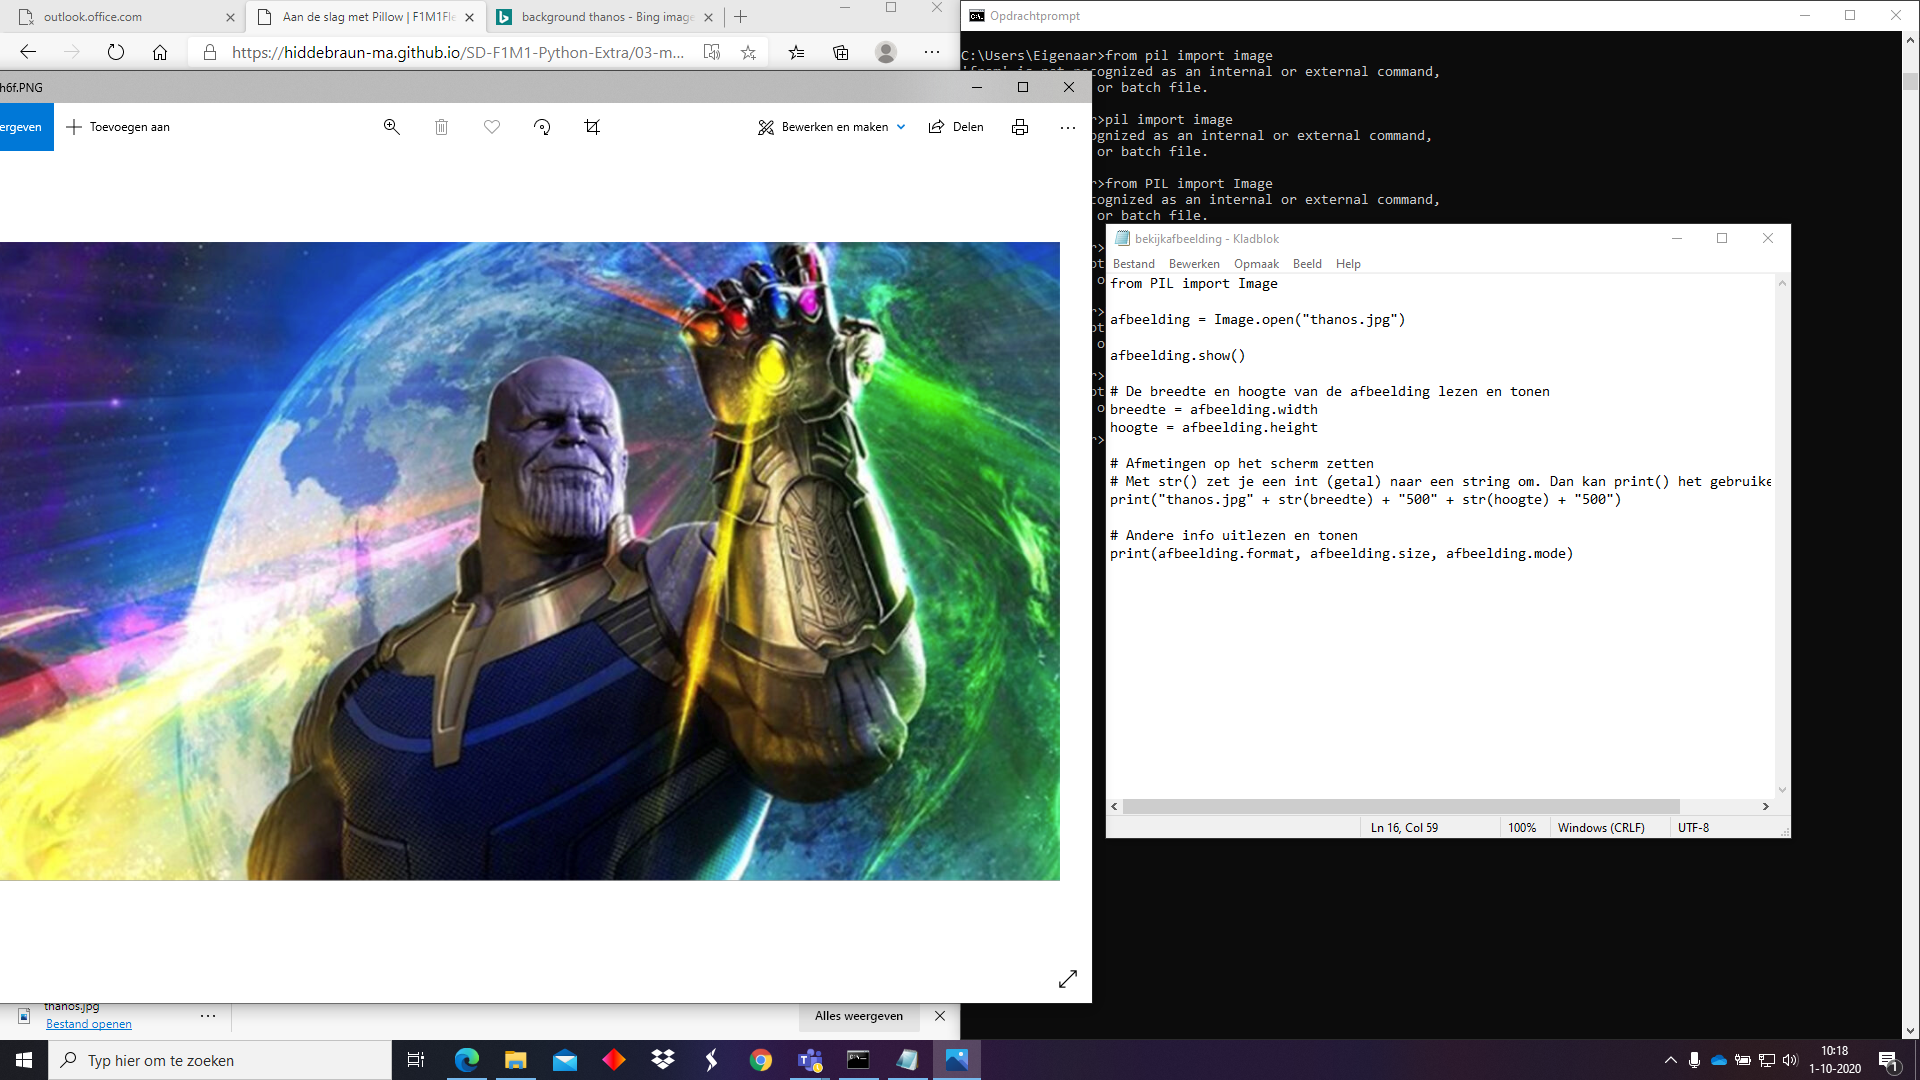 outlook.office.com
Aan de slag met Pillow | F1M1Fle
background thanos - Bing image
https://hiddebraun-ma.github.io/SD-F1M1-Python-Extra/03-m...
h6f.PNG
ergeven
Toevoegen aan
Bewerken en maken
Delen
thanos.jpg
Bestand openen
Alles weergeven
Opdrachtprompt
C:\Users\Eigenaar>from pil import image
cognized as an internal or external command,
or batch file.
r>pil import image
ognized as an internal or external command,
or batch file.
r>from PIL import Image
cognized as an internal or external command,
or batch file.
bekijkafbeelding - Kladblok
Bestand Bewerken Opmaak Beeld Help
from PIL import Image
afbeelding = Image.open("thanos.jpg")
afbeelding.show()
# De breedte en hoogte van de afbeelding lezen en tonen
breedte = afbeelding.width
hoogte = afbeelding.height
# Afmetingen op het scherm zetten
# Met str() zet je een int (getal) naar een string om. Dan kan print() het gebruike
print("thanos.jpg" + str(breedte) + "500" + str(hoogte) + "500")
# Andere info uitlezen en tonen
print(afbeelding.format, afbeelding.size, afbeelding.mode)
Ln 16, Col 59
100%
Windows (CRLF)
UTF-8
Typ hier om te zoeken
10:18
1-10-2020
1